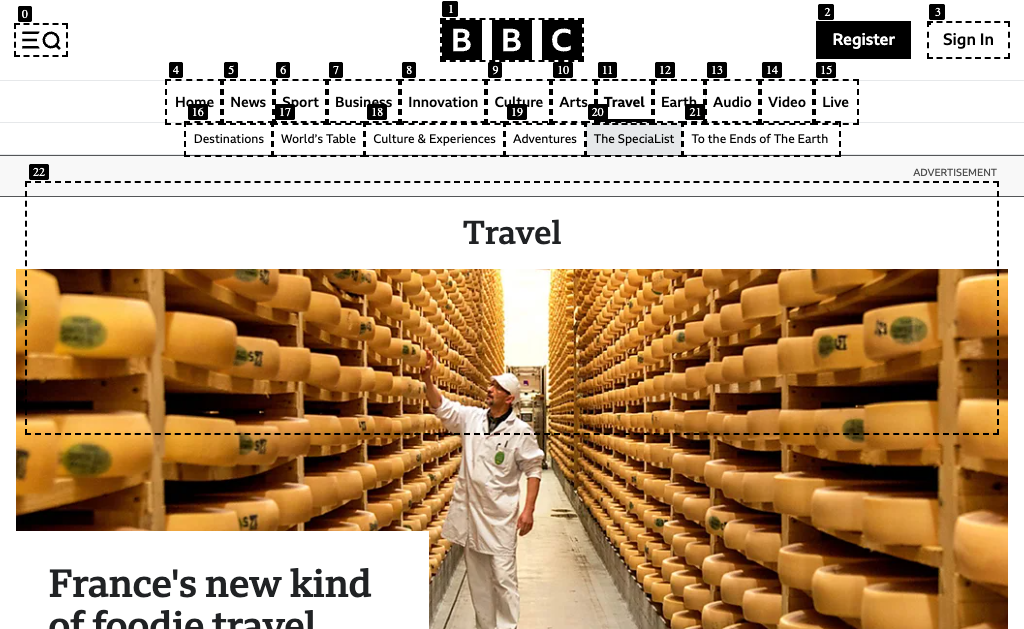 0
1
BBC
2
Register
3
Sign In
4 5 6 7 8 9 10 11 12 13 14 15
Home News Sport Business Innovation Culture Arts Travel Earth Audio Video Live
16 17 18 19 20 21
Destinations World's Table Culture & Experiences Adventures The SpeciaList To the Ends of The Earth
22
ADVERTISEMENT
Travel
France's new kind
of foodie travel